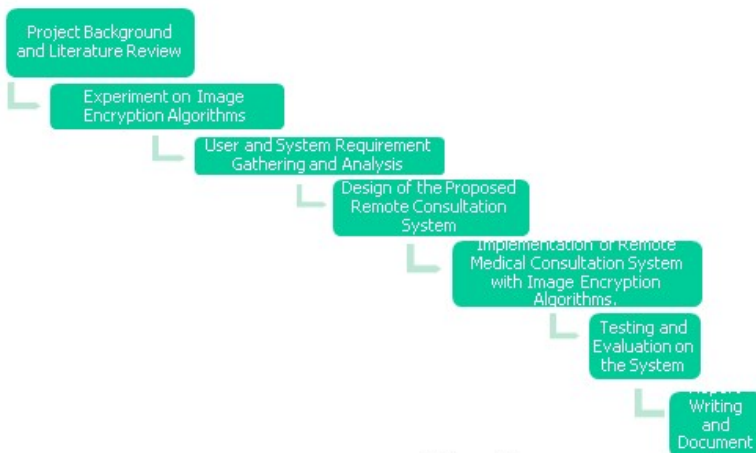 Project Background
and Literature Review
Experiment on Image
Encryption Algorithms
User and System Requirement
Gathering and Analysis
Design of the Proposed
Remote Consultation
System
Implementation of Remote
Medical Consultation System
with Image Encryption
Algorithms.
Testing and
Evaluation on
the System
Report
Writing
and
Document